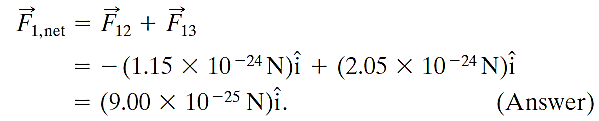 F⃗₁,net = F⃗₁₂ + F⃗₁₃
= −(1.15 × 10⁻²⁴ N)î + (2.05 × 10⁻²⁴ N)î
= (9.00 × 10⁻²⁵ N)î. (Answer)